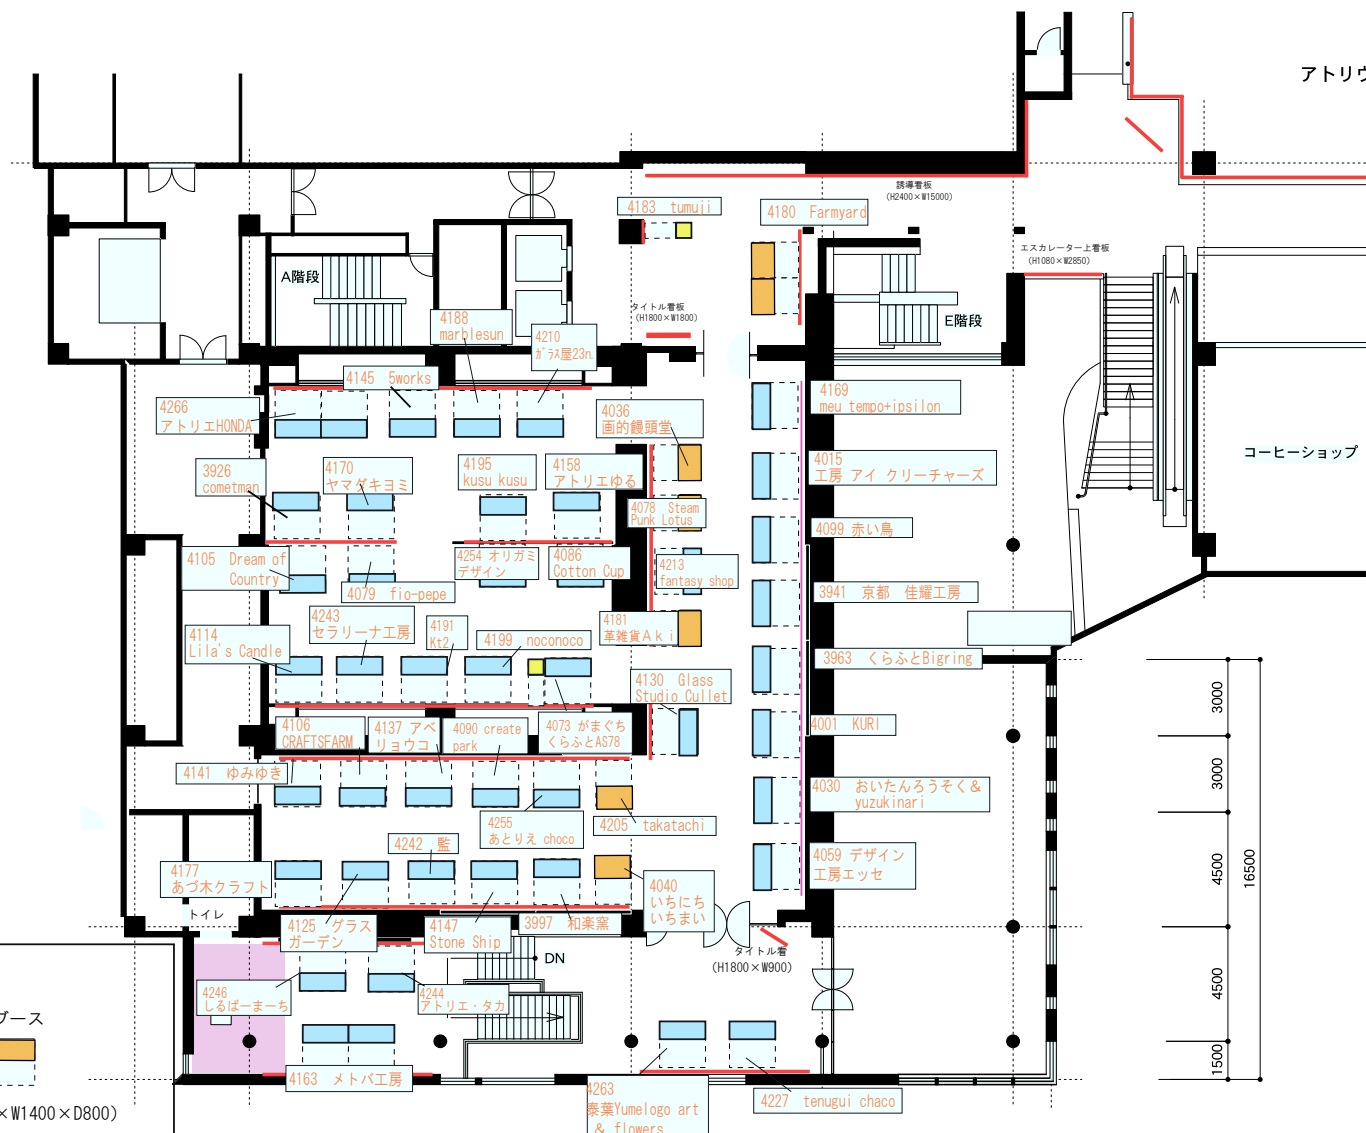 アトリウ
誘導看板
(H2400×W15000)
4183 tumuji
4180 Farmyard
エスカレーター上看板
(H1080×W2850)
A階段
タイトル看板
(H1800×W1800)
E階段
4188
marblesun
4210
ガラス屋23n.
4145 5works
4266
アトリエHONDA
4036
画的饅頭堂
4169
meu tempo+ipsilon
3926
cometman
4170
ヤマダキヨミ
4195
kusu kusu
4158
アトリエゆる
4015
工房 アイ クリーチャーズ
コーヒーショップ
4078 Steam
Punk Lotus
4099 赤い鳥
4105 Dream of
Country
4079 fio-pepe
4254 オリガミ
デザイン
4086
Cotton Cup
4213
fantasy shop
3941 京都 佳耀工房
4243
セラリーナ工房
4191
Kt2
4199 noconoco
4181
革雑貨Aki
4114
Lila's Candle
3963 くらふとBigring
4130 Glass
Studio Cullet
4106
CRAFTSFARM
4137 アベ
リョウコ
4090 create
park
4073 がまぐち
くらふとAS78
4001 KURI
4141 ゆみゆき
4030 おいたんろうそく&
yuzukinari
4255
あとりえ choco
4205 takatachi
4242 監
4177
あづ木クラフト
4059 デザイン
工房エッセ
4040
いちにち
いちまい
トイレ
4125 グラス
ガーデン
4147
Stone Ship
3997 和楽窯
タイトル看
(H1800×W900)
DN
4246
しるばーまーち
4244
アトリエ・タカ
4163 メトバ工房
4263
泰葉Yumelogo art
& flowers
4227 tenugui chaco
3000
3000
4500
4500
1500
16500
ブース
×W1400×D800)